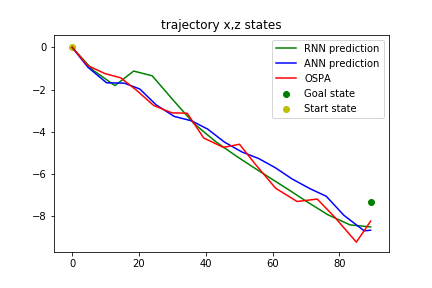 trajectory x,z states
RNN prediction
ANN prediction
OSPA
Goal state
Start state
0
−2
−4
−6
−8
0
20
40
60
80